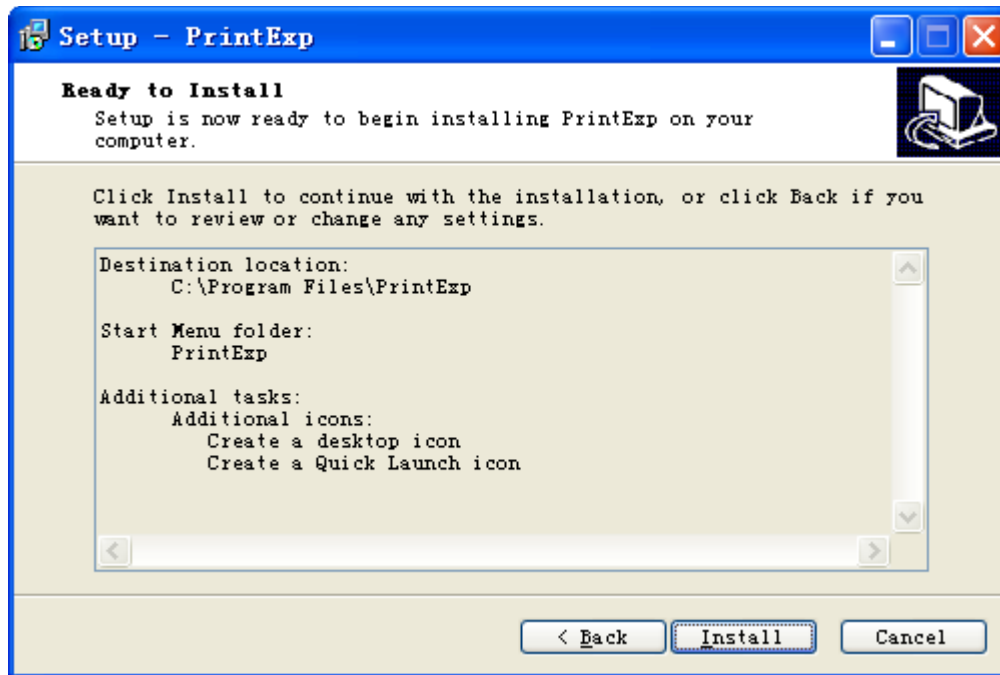 Setup - PrintExp
Ready to Install
Setup is now ready to begin installing PrintExp on your
computer.
Click Install to continue with the installation, or click Back if you
want to review or change any settings.
Destination location:
C:\Program Files\PrintExp
Start Menu folder:
PrintExp
Additional tasks:
Additional icons:
Create a desktop icon
Create a Quick Launch icon
< Back
Install
Cancel